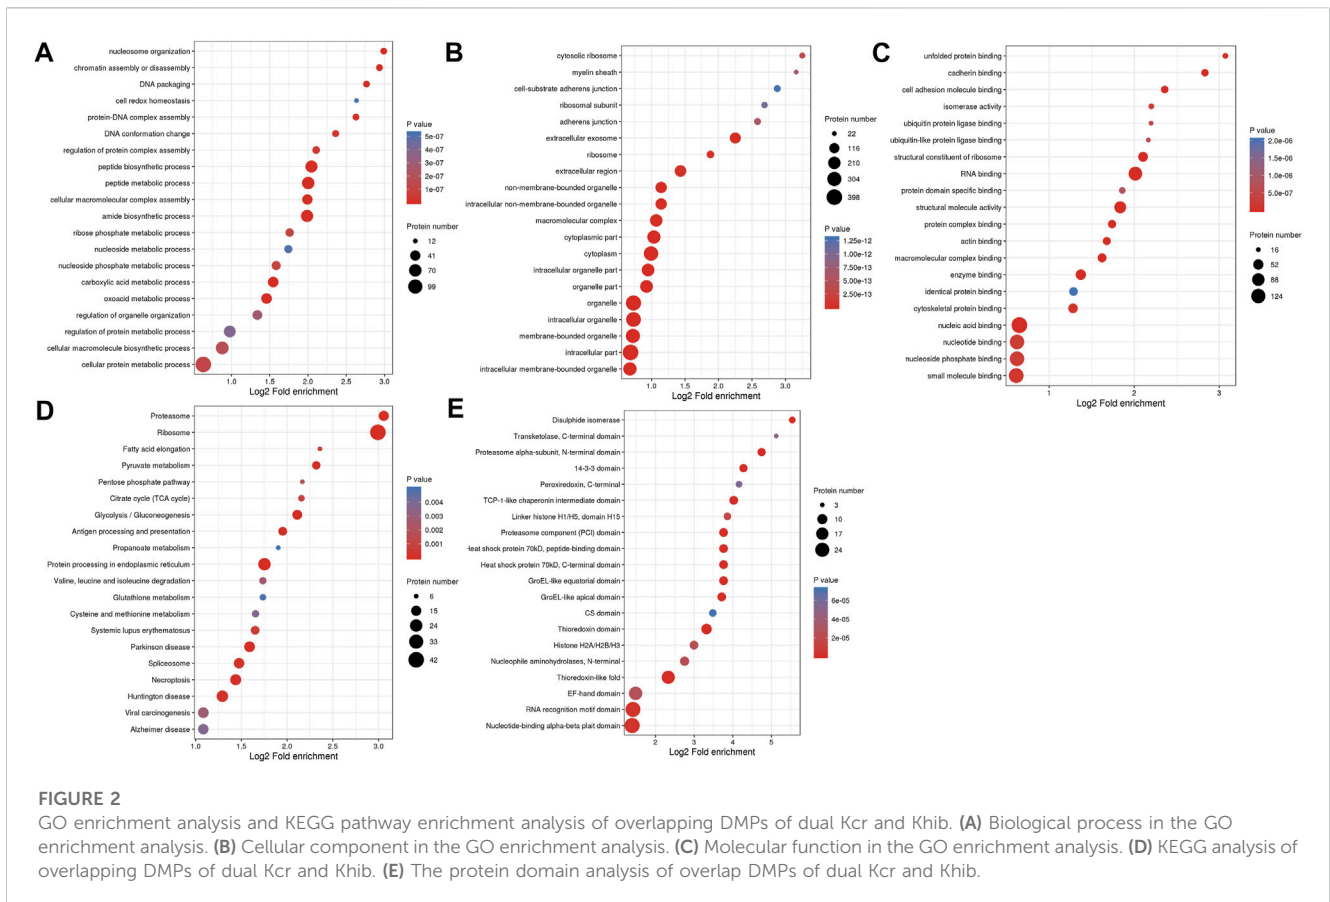 A
nucleosome organization
chromatin assembly or disassembly
DNA packaging
cell redox homeostasis
protein-DNA complex assembly
DNA conformation change
regulation of protein complex assembly
peptide biosynthetic process
peptide metabolic process
cellular macromolecular complex assembly
amide biosynthetic process
ribose phosphate metabolic process
nucleoside metabolic process
nucleoside phosphate metabolic process
carboxylic acid metabolic process
oxoacid metabolic process
regulation of organelle organization
regulation of protein metabolic process
cellular macromolecule biosynthetic process
cellular protein metabolic process
1.0 1.5 2.0 2.5 3.0
Log2 Fold enrichment
P value
5e-07
4e-07
3e-07
2e-07
1e-07
Protein number
12
41
70
99
B
cytosolic ribosome
myelin sheath
cell-substrate adherens junction
ribosomal subunit
adherens junction
extracellular exosome
ribosome
extracellular region
non-membrane-bounded organelle
intracellular non-membrane-bounded organelle
macromolecular complex
cytoplasmic part
cytoplasm
intracellular organelle part
organelle part
organelle
intracellular organelle
membrane-bounded organelle
intracellular part
intracellular membrane-bounded organelle
1.0 1.5 2.0 2.5 3.0
Log2 Fold enrichment
Protein number
22
116
210
304
398
P value
1.25e-12
1.00e-12
7.50e-13
5.00e-13
2.50e-13
C
unfolded protein binding
cadherin binding
cell adhesion molecule binding
isomerase activity
ubiquitin protein ligase binding
ubiquitin-like protein ligase binding
structural constituent of ribosome
RNA binding
protein domain specific binding
structural molecule activity
protein complex binding
actin binding
macromolecular complex binding
enzyme binding
identical protein binding
cytoskeletal protein binding
nucleic acid binding
nucleotide binding
nucleoside phosphate binding
small molecule binding
1 2 3
Log2 Fold enrichment
P value
2.0e-06
1.5e-06
1.0e-06
5.0e-07
Protein number
16
52
88
124
D
Proteasome
Ribosome
Fatty acid elongation
Pyruvate metabolism
Pentose phosphate pathway
Citrate cycle (TCA cycle)
Glycolysis / Gluconeogenesis
Antigen processing and presentation
Propanoate metabolism
Protein processing in endoplasmic reticulum
Valine, leucine and isoleucine degradation
Glutathione metabolism
Cysteine and methionine metabolism
Systemic lupus erythematosus
Parkinson disease
Spliceosome
Necroptosis
Huntington disease
Viral carcinogenesis
Alzheimer disease
1.0 1.5 2.0 2.5 3.0
Log2 Fold enrichment
P value
0.004
0.003
0.002
0.001
Protein number
6
15
24
33
42
E
Disulphide isomerase
Transketolase, C-terminal domain
Proteasome alpha-subunit, N-terminal domain
14-3-3 domain
Peroxiredoxin, C-terminal
TCP-1-like chaperonin intermediate domain
Linker histone H1/H5, domain H15
Proteasome component (PCI) domain
Heat shock protein 70kD, peptide-binding domain
Heat shock protein 70kD, C-terminal domain
GroEL-like equatorial domain
GroEL-like apical domain
CS domain
Thioredoxin domain
Histone H2A/H2B/H3
Nucleophile aminohydrolases, N-terminal
Thioredoxin-like fold
EF-hand domain
RNA recognition motif domain
Nucleotide-binding alpha-beta plait domain
2 3 4 5
Log2 Fold enrichment
Protein number
3
10
17
24
P value
6e-05
4e-05
2e-05
FIGURE 2
GO enrichment analysis and KEGG pathway enrichment analysis of overlapping DMPs of dual Kcr and Khib. (A) Biological process in the GO
enrichment analysis. (B) Cellular component in the GO enrichment analysis. (C) Molecular function in the GO enrichment analysis. (D) KEGG analysis of
overlapping DMPs of dual Kcr and Khib. (E) The protein domain analysis of overlap DMPs of dual Kcr and Khib.